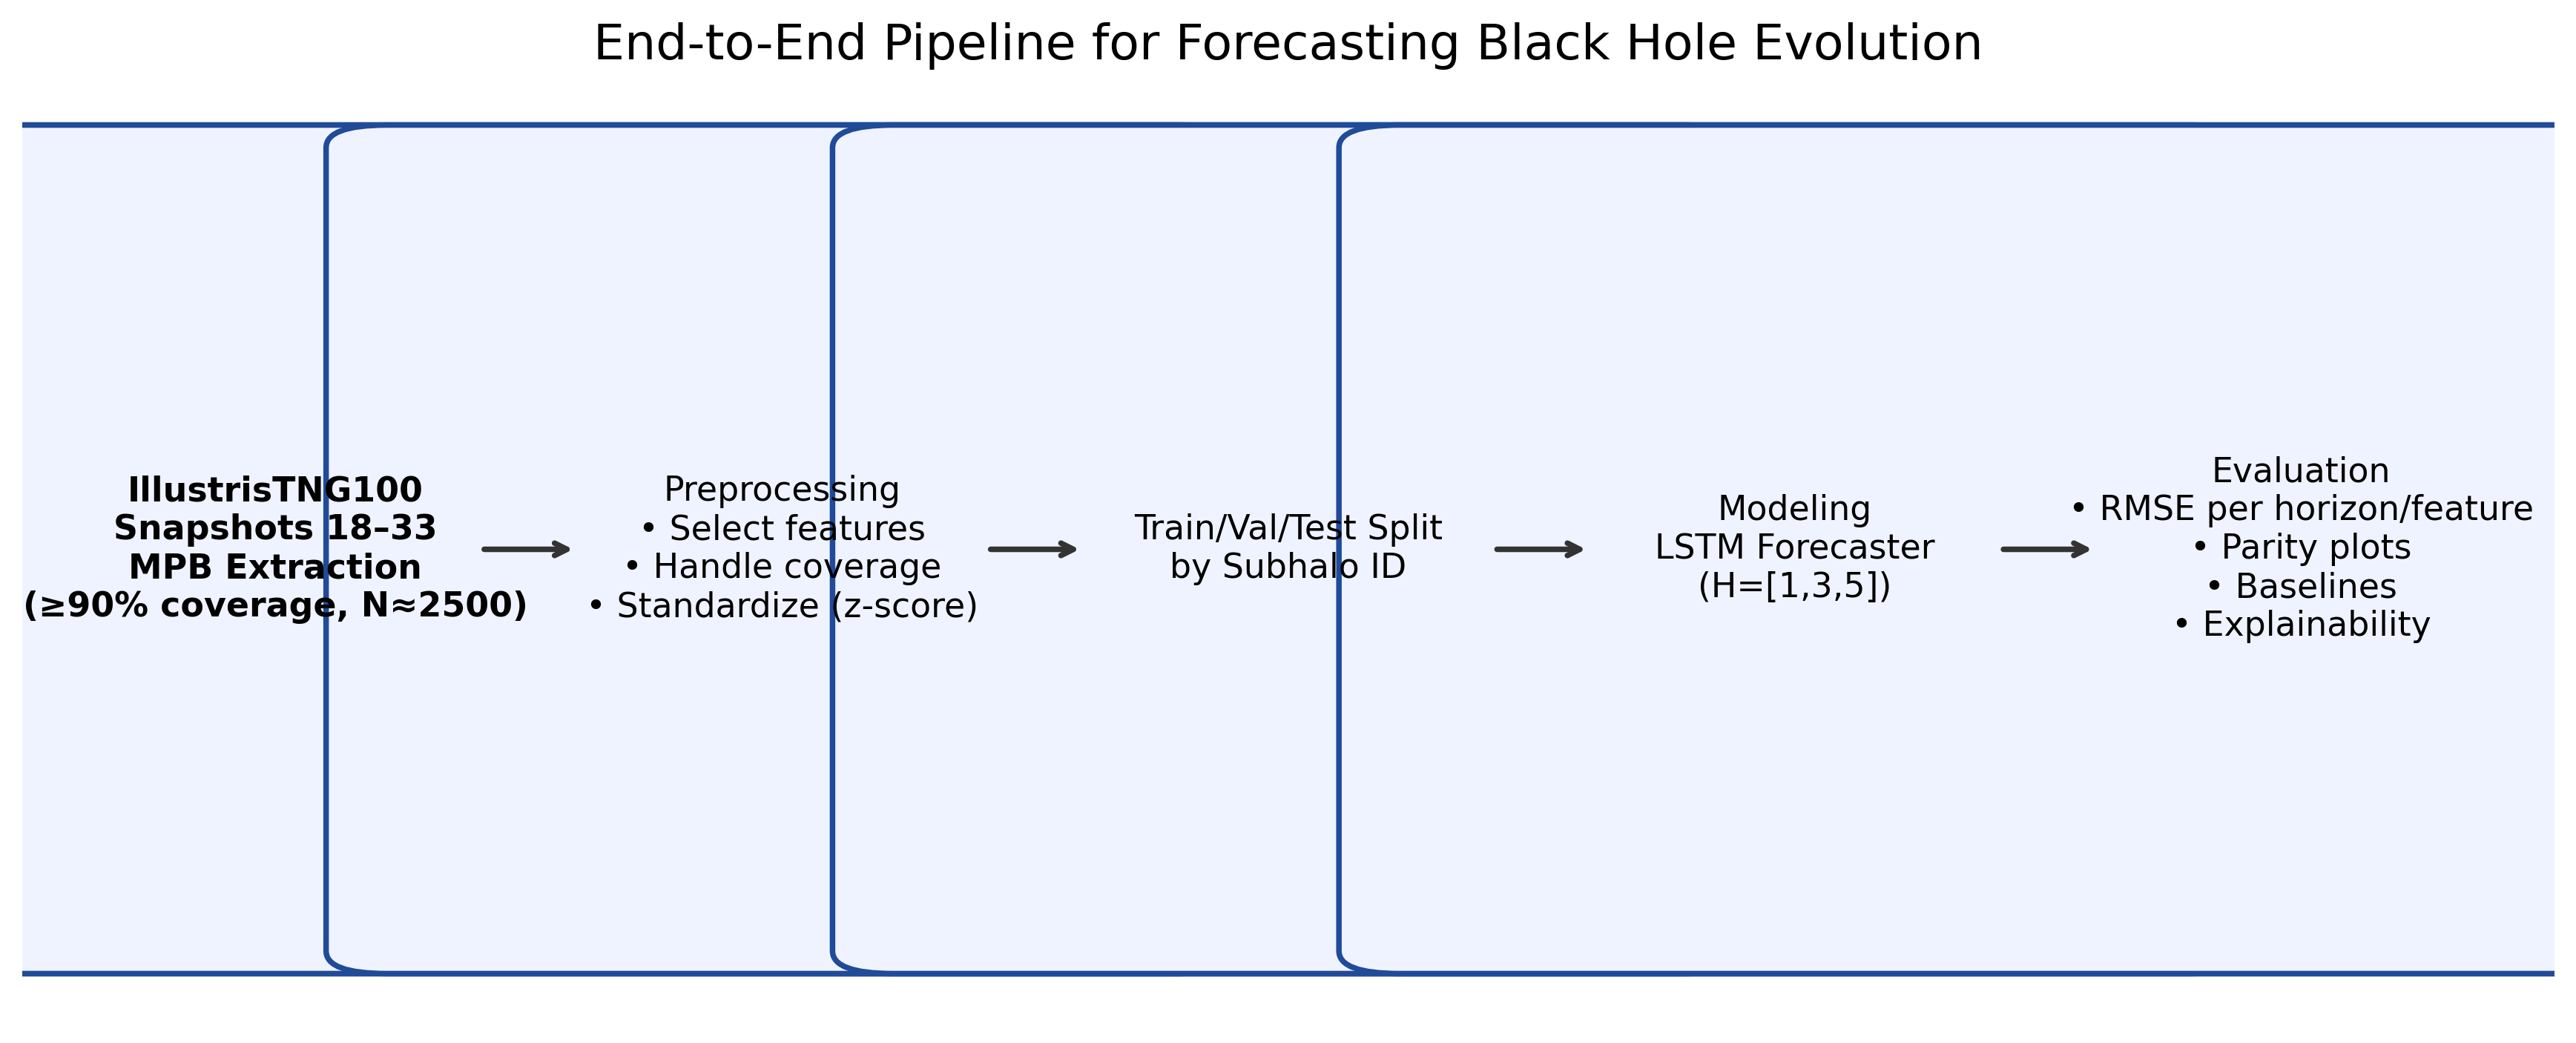 End-to-End Pipeline for Forecasting Black Hole Evolution
IllustrisTNG100
Snapshots 18–33
MPB Extraction
(≥90% coverage, N≈2500)
Preprocessing
• Select features
• Handle coverage
• Standardize (z-score)
Train/Val/Test Split
by Subhalo ID
Modeling
LSTM Forecaster
(H=[1,3,5])
Evaluation
• RMSE per horizon/feature
• Parity plots
• Baselines
• Explainability